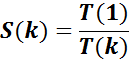 S(k) = T(1) / T(k)